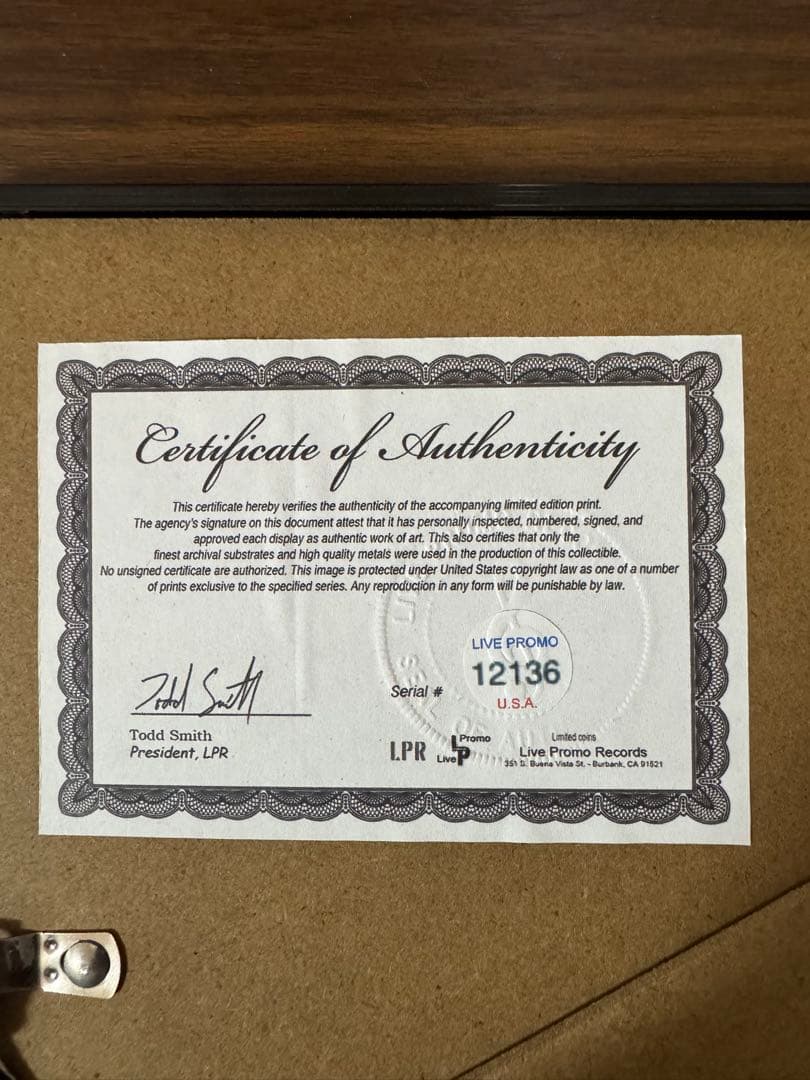 Certificate of Authenticity
This certificate hereby verifies the authenticity of the accompanying limited edition print.
The agency's signature on this document attest that it has personally inspected, numbered, signed, and
approved each display as authentic work of art. This also certifies that only the
finest archival substrates and high quality metals were used in the production of this collectible.
No unsigned certificate are authorized. This image is protected under United States copyright law as one of a number
of prints exclusive to the specified series. Any reproduction in any form will be punishable by law.
LIVE PROMO
Serial # 12136
U.S.A.
Todd Smith
Todd Smith
President, LPR
LPR
Promo
Live
LP
Limited coins
Live Promo Records
351 S. Buena Vista St. - Burbank, CA 91521
SEAL OF AU